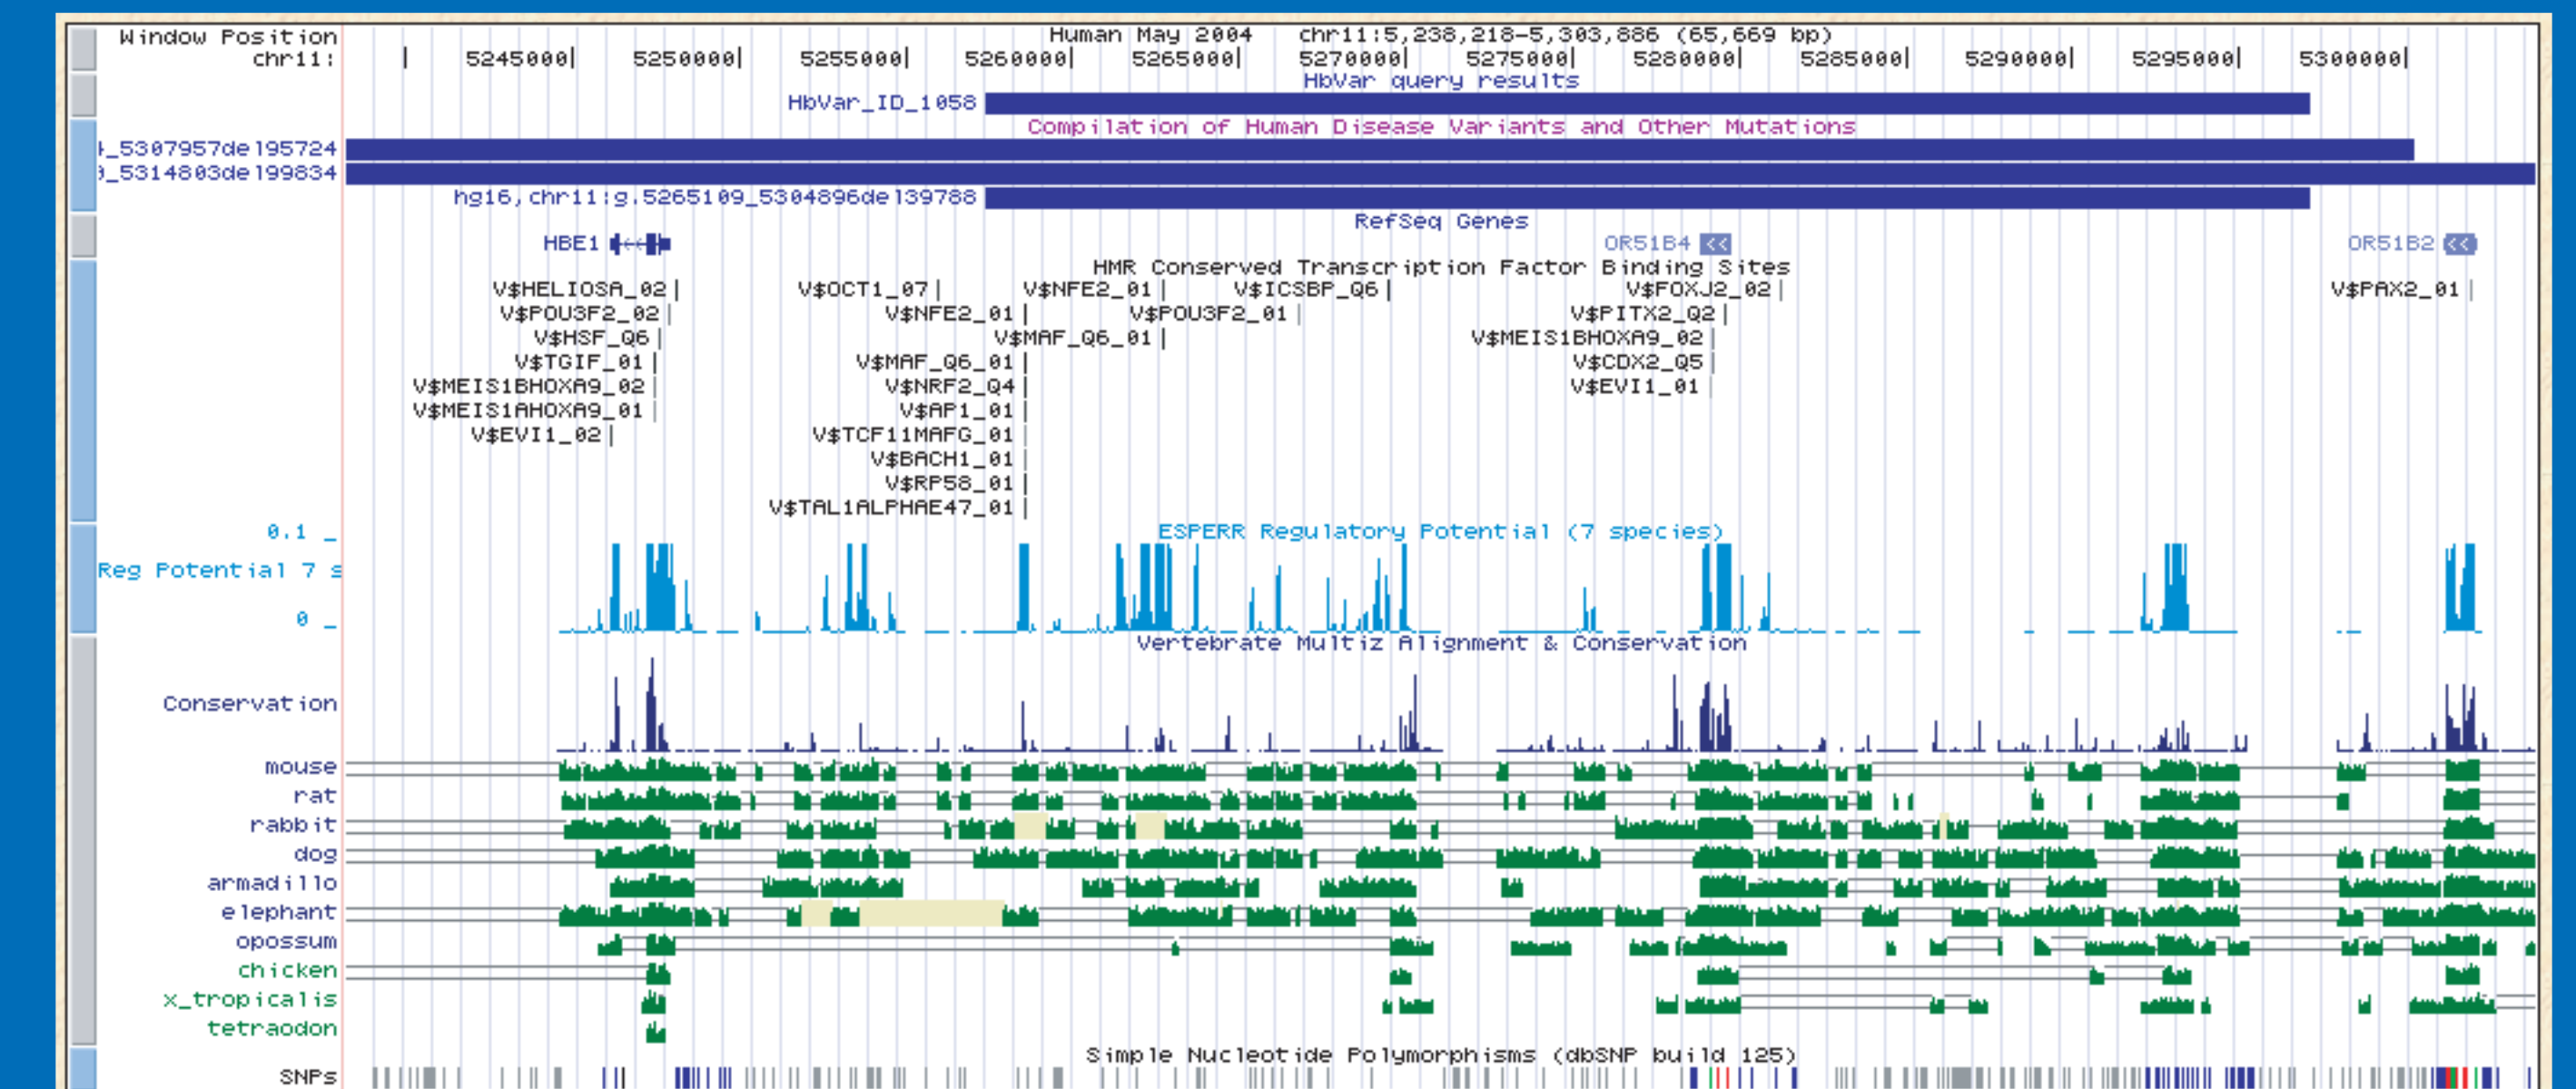 Window Position Human May 2004 chr11:5,238,218-5,303,886 (65,669 bp)
chr11: | 5245000| 5250000| 5255000| 5260000| 5265000| 5270000| 5275000| 5280000| 5285000| 5290000| 5295000| 5300000|
HbVar query results
HbVar_ID_1058
Compilation of Human Disease Variants and Other Mutations
_5307957del95724
_5314803del99834
hg16,chr11:g.5265109_5304896del39788
RefSeq Genes
HBE1 OR51B4 OR51B2
HMR Conserved Transcription Factor Binding Sites
V$HELIOSA_02 V$OCT1_07 V$NFE2_01 V$ICSBP_Q6 V$FOXJ2_02 V$PAX2_01
V$POU3F2_02 V$NFE2_01 V$POU3F2_01 V$PITX2_Q2
V$HSF_Q6 V$MAF_Q6_01 V$MEIS1BHOXA9_02
V$TGIF_01 V$MAF_Q6_01 V$CDX2_Q5
V$MEIS1BHOXA9_02 V$NRF2_Q4 V$EVI1_01
V$MEIS1AHOXA9_01 V$AP1_01
V$EVI1_02 V$TCF11MAFG_01
V$BACH1_01
V$RP58_01
V$TAL1ALPHAE47_01
0.1 _ ESPERR Regulatory Potential (7 species)
Reg Potential 7 s
0 _
Vertebrate Multiz Alignment & Conservation
Conservation
mouse
rat
rabbit
dog
armadillo
elephant
opossum
chicken
x_tropicalis
tetraodon
Simple Nucleotide Polymorphisms (dbSNP build 125)
SNPs